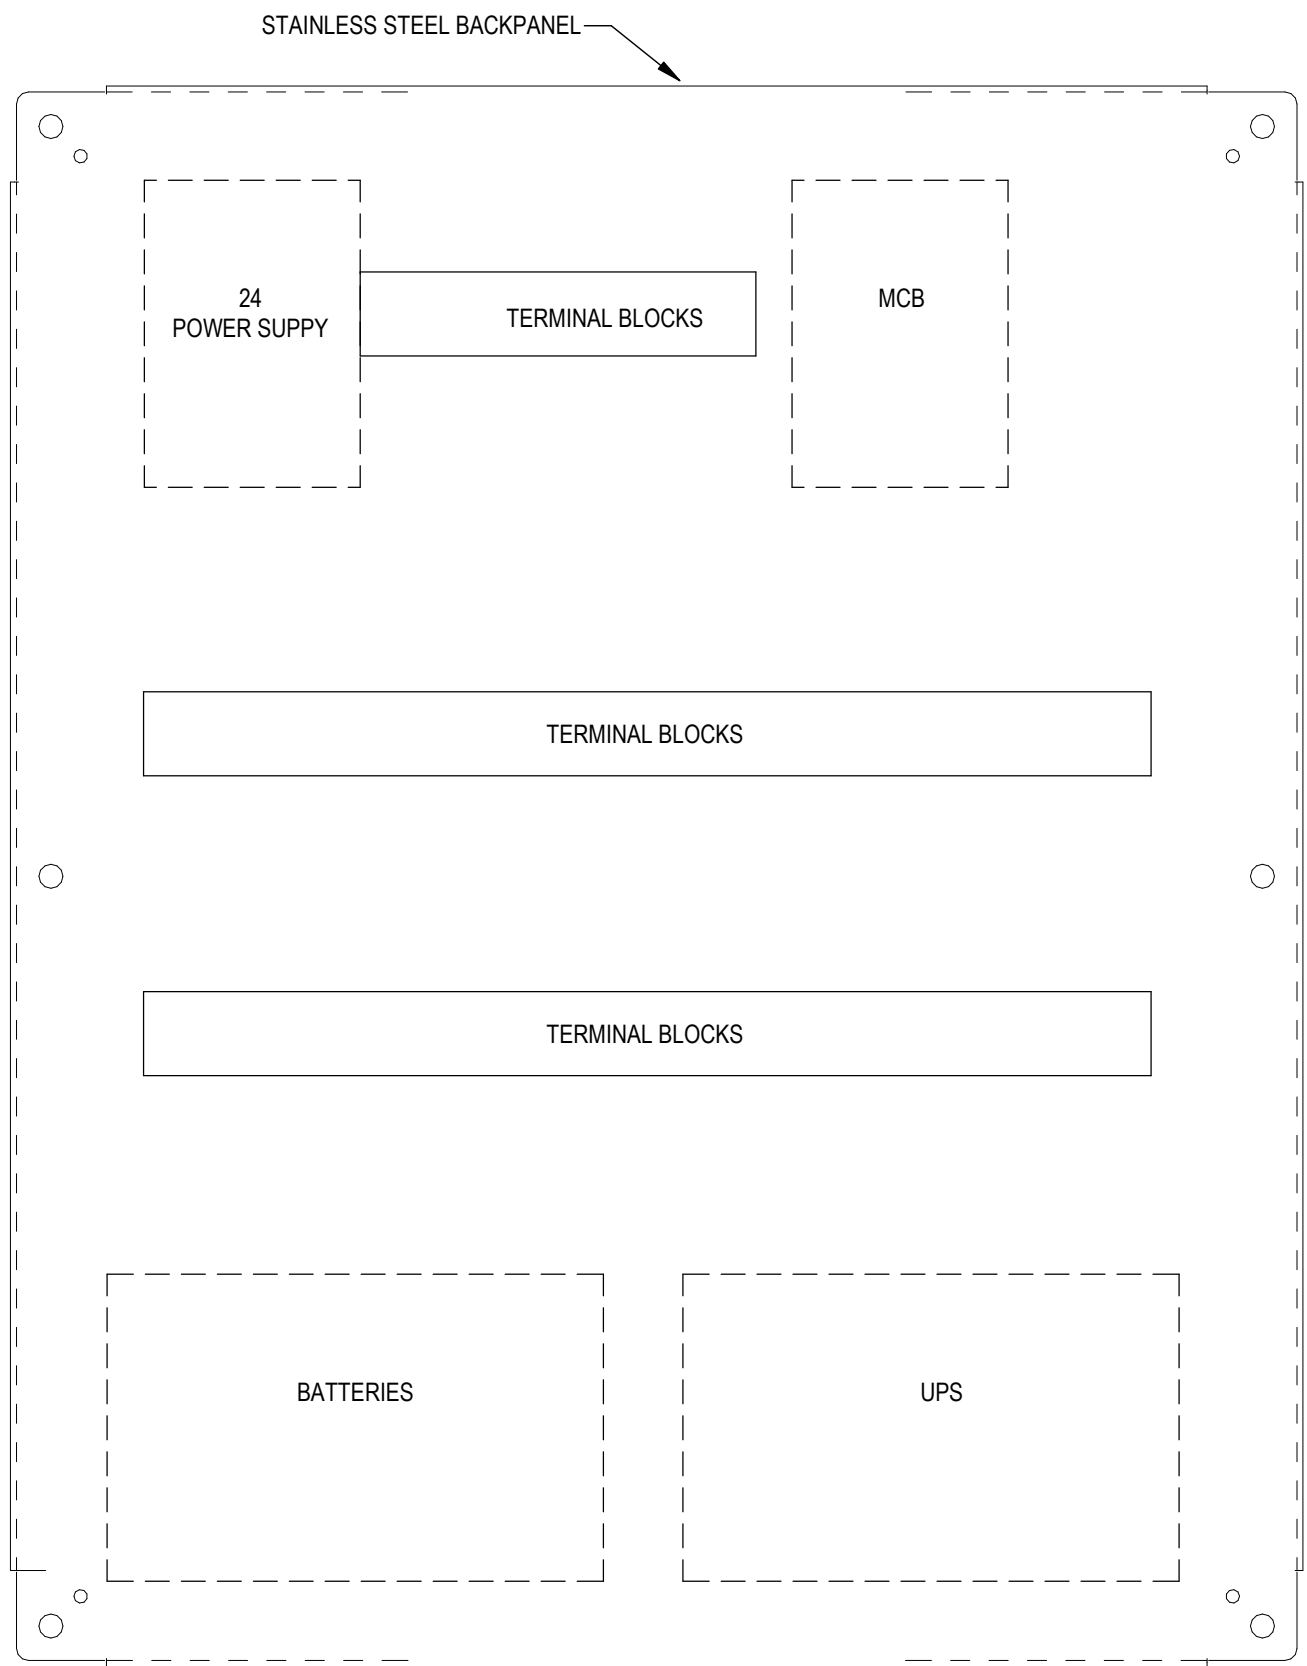 STAINLESS STEEL BACKPANEL
24
POWER SUPPY
TERMINAL BLOCKS
MCB
TERMINAL BLOCKS
TERMINAL BLOCKS
BATTERIES
UPS